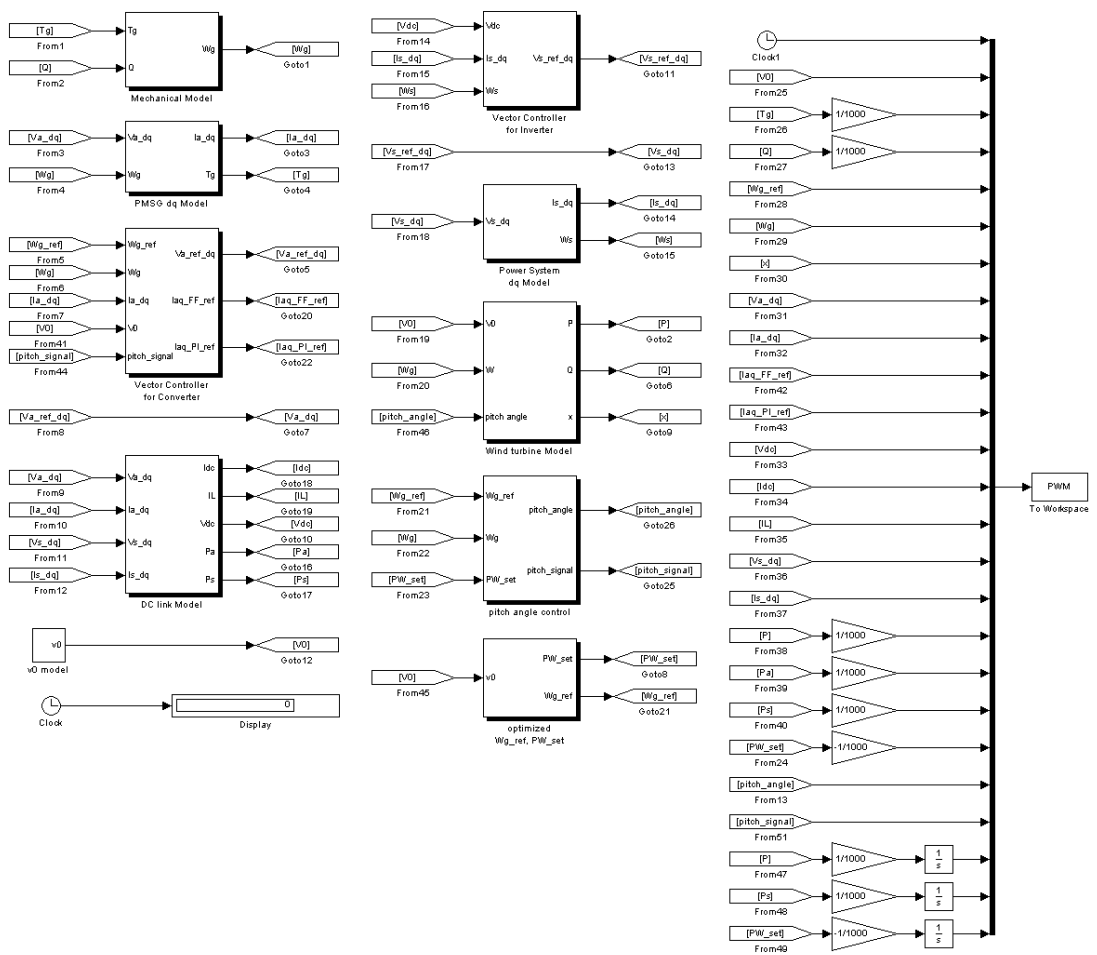 [Tg]
From1
[Q]
From2
Tg
Q
Wg
Mechanical Model
[Wg]
Goto1
[Va_dq]
From3
[Wg]
From4
Va_dq
Wg
Ia_dq
Tg
PMSG dq Model
[Ia_dq]
Goto3
[Tg]
Goto4
[Wg_ref]
From5
[Wg]
From6
[Ia_dq]
From7
[V0]
From41
[pitch_signal]
From44
Wg_ref
Wg
Ia_dq
V0
pitch_signal
Va_ref_dq
Iaq_FF_ref
Iaq_PI_ref
Vector Controller
for Converter
[Va_ref_dq]
Goto5
[Iaq_FF_ref]
Goto20
[Iaq_PI_ref]
Goto22
[Va_ref_dq]
From8
[Va_dq]
Goto7
[Va_dq]
From9
[Ia_dq]
From10
[Vs_dq]
From11
[Is_dq]
From12
Va_dq
Ia_dq
Vs_dq
Is_dq
Idc
IL
Vdc
Pa
Ps
DC link Model
[Idc]
Goto18
[IL]
Goto19
[Vdc]
Goto10
[Pa]
Goto16
[Ps]
Goto17
v0
v0 model
[V0]
Goto12
Clock
0
Display
[Vdc]
From14
[Is_dq]
From15
[Ws]
From16
Vdc
Is_dq
Ws
Vs_ref_dq
Vector Controller
for Inverter
[Vs_ref_dq]
Goto11
[Vs_ref_dq]
From17
[Vs_dq]
Goto13
[Vs_dq]
From18
Vs_dq
Is_dq
Ws
Power System
dq Model
[Is_dq]
Goto14
[Ws]
Goto15
[V0]
From19
[Wg]
From20
[pitch_angle]
From46
V0
W
pitch angle
P
Q
x
Wind turbine Model
[P]
Goto2
[Q]
Goto6
[x]
Goto9
[Wg_ref]
From21
[Wg]
From22
[PW_set]
From23
Wg_ref
Wg
PW_set
pitch_angle
pitch_signal
pitch angle control
[pitch_angle]
Goto26
[pitch_signal]
Goto25
[V0]
From45
v0
PW_set
Wg_ref
optimized
Wg_ref, PW_set
[PW_set]
Goto8
[Wg_ref]
Goto21
Clock1
[V0]
From25
[Tg]
From26
1/1000
[Q]
From27
1/1000
[Wg_ref]
From28
[Wg]
From29
[x]
From30
[Va_dq]
From31
[Ia_dq]
From32
[Iaq_FF_ref]
From42
[Iaq_PI_ref]
From43
[Vdc]
From33
[Idc]
From34
[IL]
From35
[Vs_dq]
From36
[Is_dq]
From37
[P]
From38
1/1000
[Pa]
From39
1/1000
[Ps]
From40
1/1000
[PW_set]
From24
-1/1000
[pitch_angle]
From13
[pitch_signal]
From51
[P]
From47
1/1000
1
s
[Ps]
From48
1/1000
1
s
[PW_set]
From49
-1/1000
1
s
PWM
To Workspace